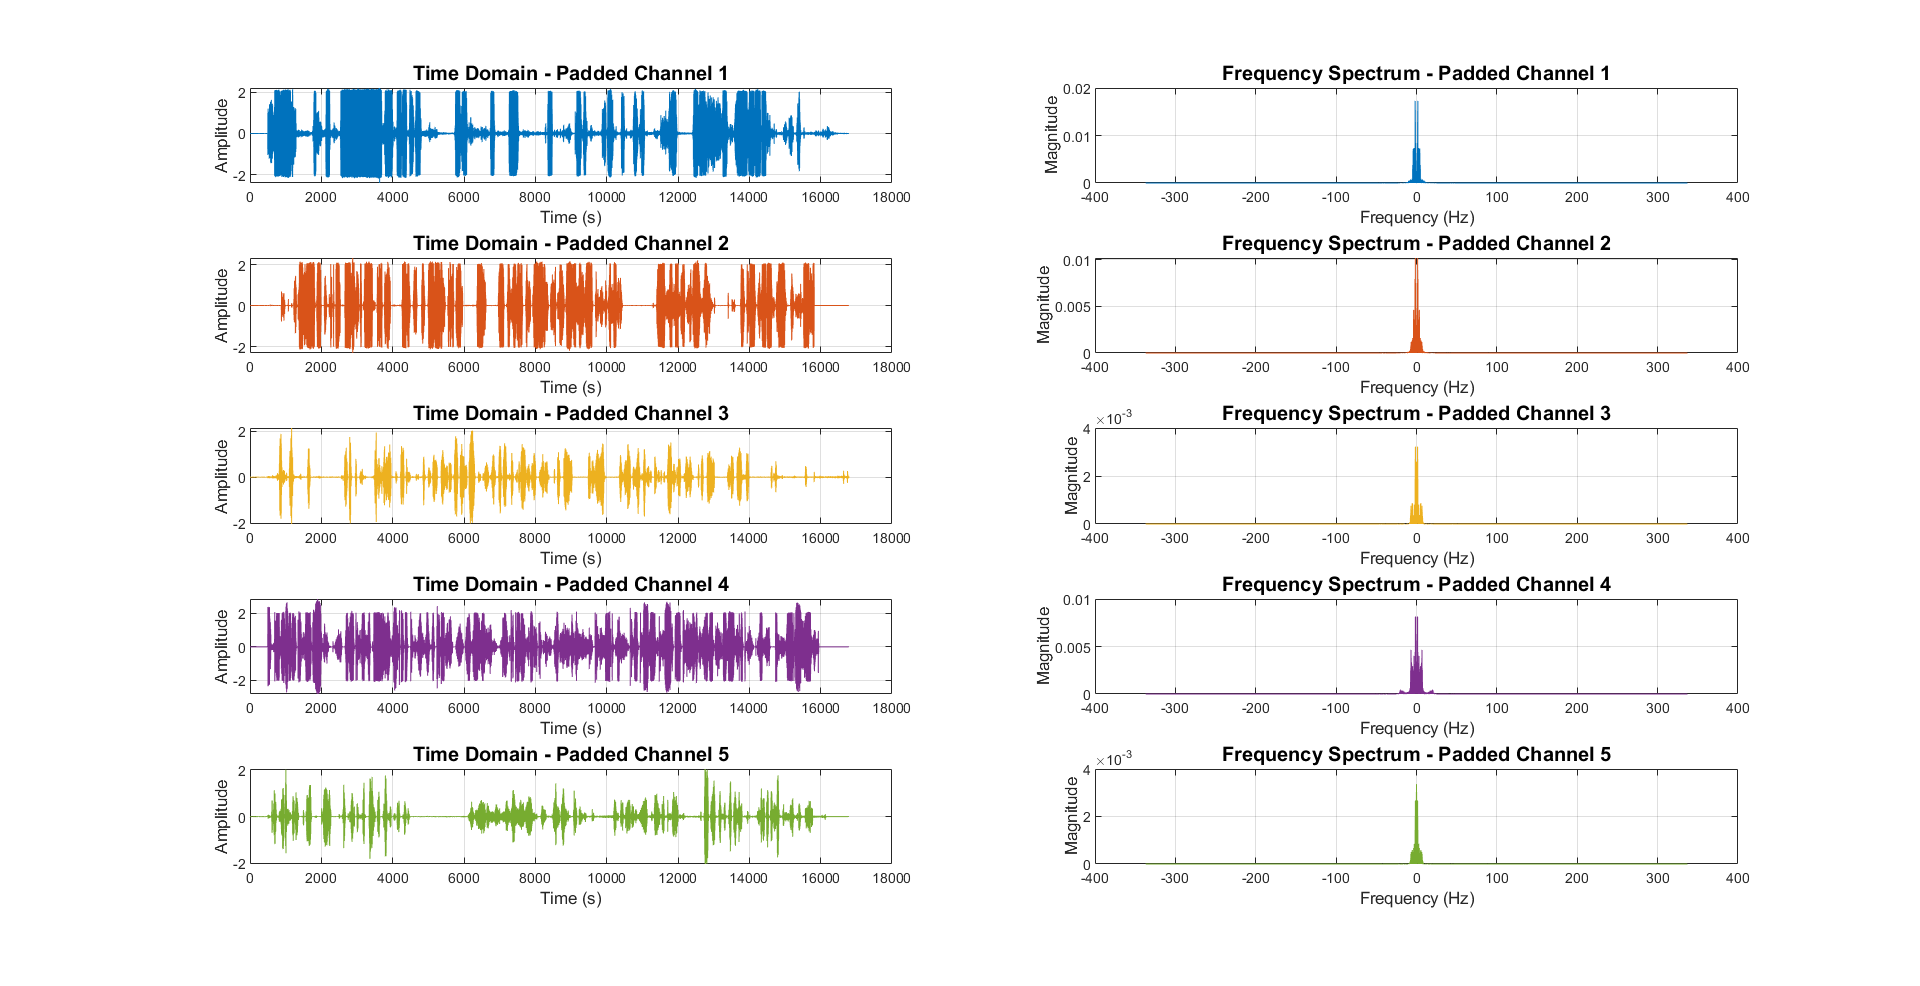 Time Domain - Padded Channel 1
Amplitude
2
0
-2
0 2000 4000 6000 8000 10000 12000 14000 16000 18000
Time (s)
Frequency Spectrum - Padded Channel 1
Magnitude
0.02
0.01
0
-400 -300 -200 -100 0 100 200 300 400
Frequency (Hz)
Time Domain - Padded Channel 2
Amplitude
2
0
-2
0 2000 4000 6000 8000 10000 12000 14000 16000 18000
Time (s)
Frequency Spectrum - Padded Channel 2
Magnitude
0.01
0.005
0
-400 -300 -200 -100 0 100 200 300 400
Frequency (Hz)
Time Domain - Padded Channel 3
Amplitude
2
0
-2
0 2000 4000 6000 8000 10000 12000 14000 16000 18000
Time (s)
Frequency Spectrum - Padded Channel 3
×10⁻³
Magnitude
4
2
0
-400 -300 -200 -100 0 100 200 300 400
Frequency (Hz)
Time Domain - Padded Channel 4
Amplitude
2
0
-2
0 2000 4000 6000 8000 10000 12000 14000 16000 18000
Time (s)
Frequency Spectrum - Padded Channel 4
Magnitude
0.01
0.005
0
-400 -300 -200 -100 0 100 200 300 400
Frequency (Hz)
Time Domain - Padded Channel 5
Amplitude
2
0
-2
0 2000 4000 6000 8000 10000 12000 14000 16000 18000
Time (s)
Frequency Spectrum - Padded Channel 5
×10⁻³
Magnitude
4
2
0
-400 -300 -200 -100 0 100 200 300 400
Frequency (Hz)